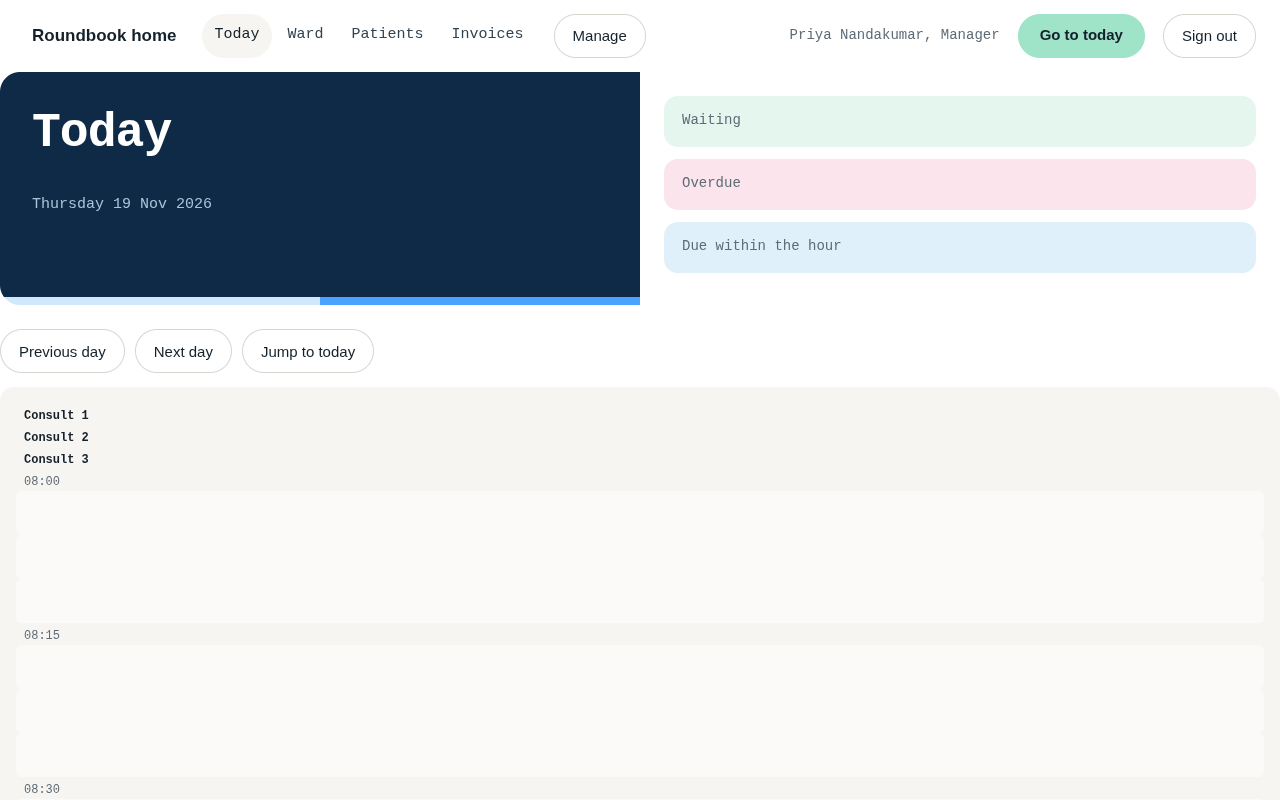 Roundbook home Today Ward Patients Invoices Manage Priya Nandakumar, Manager Go to today Sign out
Today
Thursday 19 Nov 2026
Waiting
Overdue
Due within the hour
Previous day Next day Jump to today
Consult 1
Consult 2
Consult 3
08:00
08:15
08:30